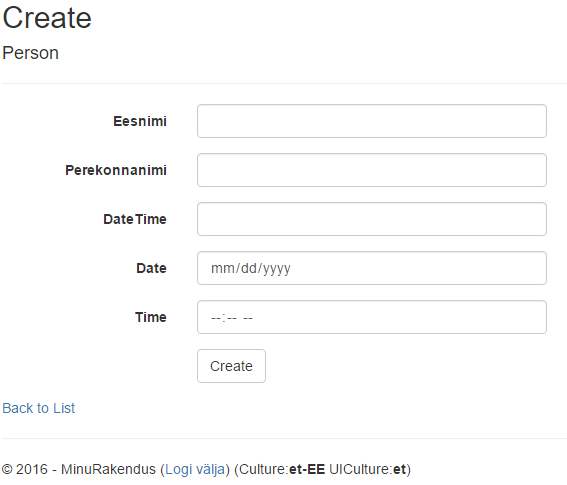 Create
Person
Eesnimi
Perekonnanimi
DateTime
Date mm/dd/yyyy
Time --:-- --
Create
Back to List
© 2016 - MinuRakendus (Logi välja) (Culture:et-EE UICulture:et)